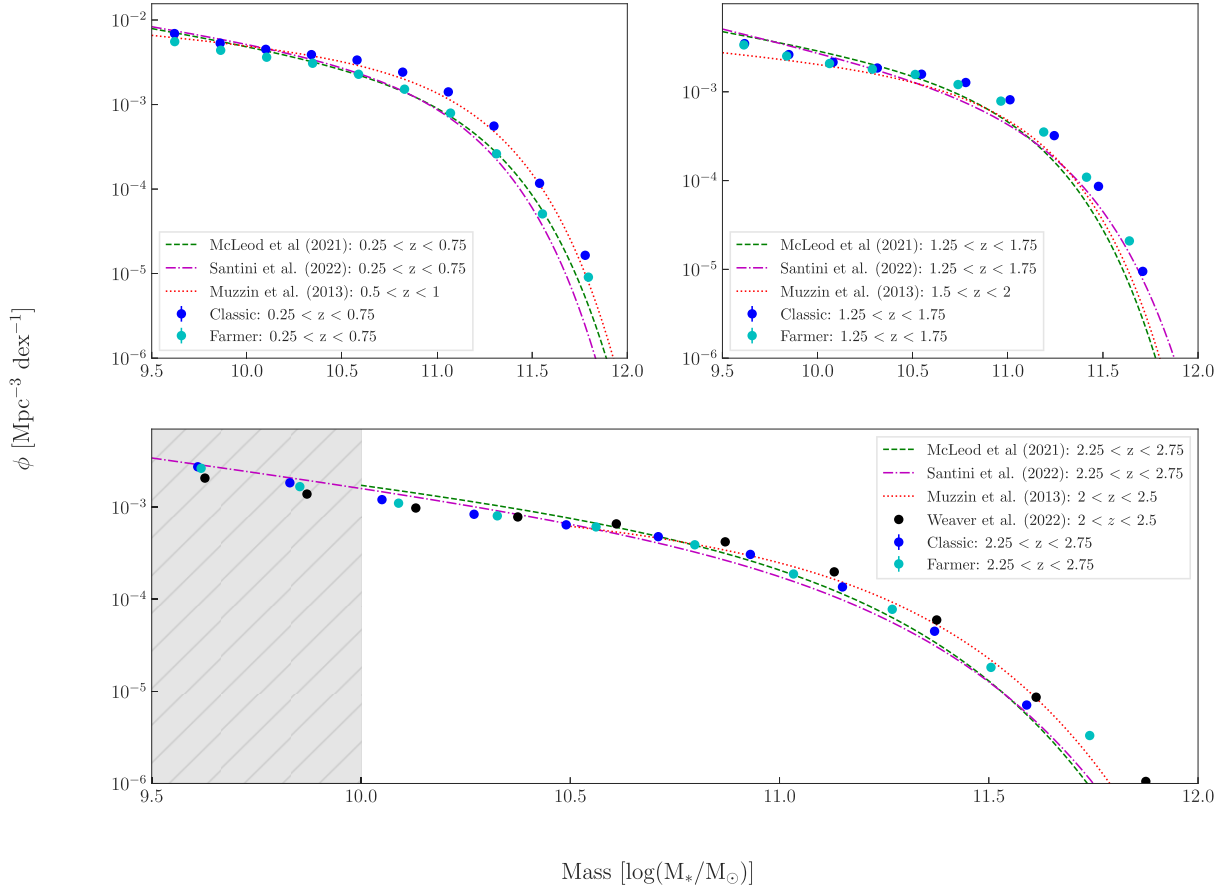 10⁻²
10⁻³
10⁻⁴
10⁻⁵
10⁻⁶
McLeod et al (2021): 0.25 < z < 0.75
Santini et al. (2022): 0.25 < z < 0.75
Muzzin et al. (2013): 0.5 < z < 1
Classic: 0.25 < z < 0.75
Farmer: 0.25 < z < 0.75
9.5 10.0 10.5 11.0 11.5 12.0
10⁻³
10⁻⁴
10⁻⁵
10⁻⁶
McLeod et al (2021): 1.25 < z < 1.75
Santini et al. (2022): 1.25 < z < 1.75
Muzzin et al. (2013): 1.5 < z < 2
Classic: 1.25 < z < 1.75
Farmer: 1.25 < z < 1.75
9.5 10.0 10.5 11.0 11.5 12.0
ϕ [Mpc⁻³ dex⁻¹]
10⁻³
10⁻⁴
10⁻⁵
10⁻⁶
McLeod et al (2021): 2.25 < z < 2.75
Santini et al. (2022): 2.25 < z < 2.75
Muzzin et al. (2013): 2 < z < 2.5
Weaver et al. (2022): 2 < z < 2.5
Classic: 2.25 < z < 2.75
Farmer: 2.25 < z < 2.75
9.5 10.0 10.5 11.0 11.5 12.0
Mass [log(M_*/M_⊙)]